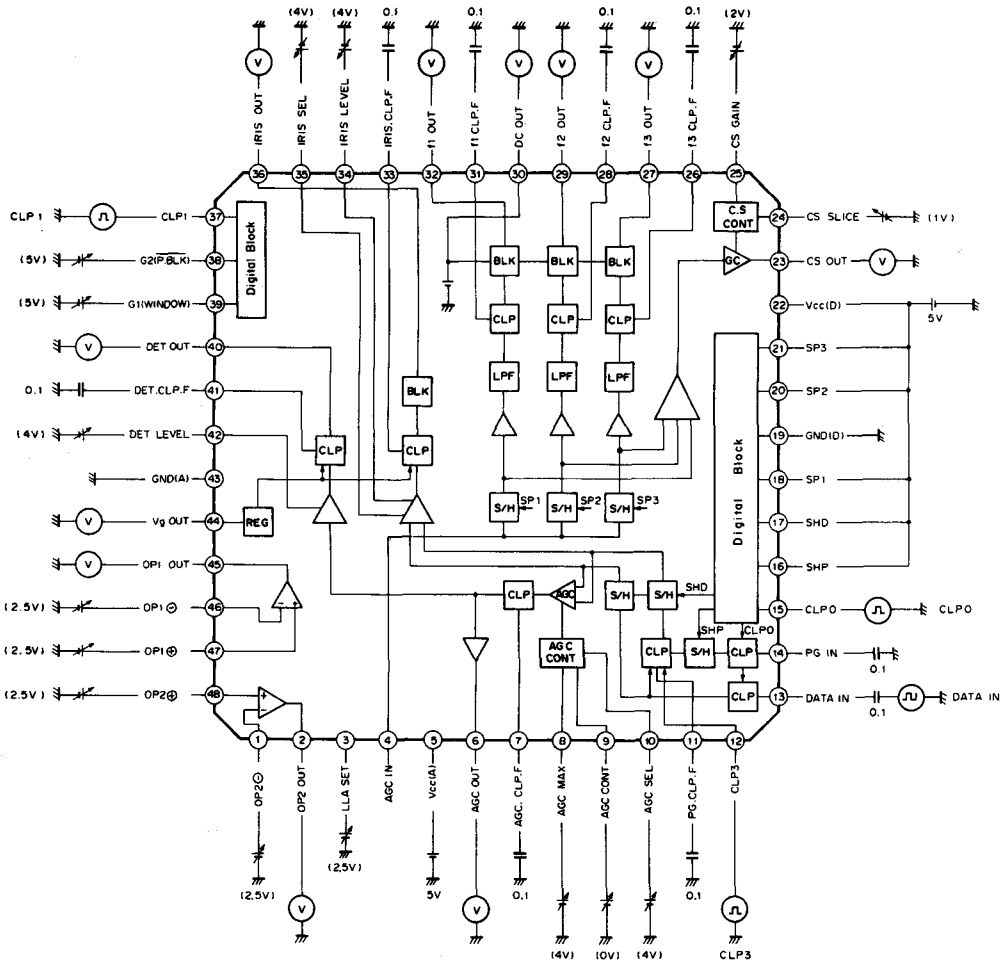 (4V)
(4V)
0.1
0.1
0.1
0.1
(2V)
V
V
V
V
V
IRIS OUT
IRIS SEL
IRIS LEVEL
IRIS.CLP.F
f1 OUT
f1 CLP.F
DC OUT
f2 OUT
f2 CLP.F
f3 OUT
f3 CLP.F
CS GAIN
36
35
34
33
32
31
30
29
28
27
26
25
CLP 1
CLP1
37
(5V)
G2(P.BLK)
38
(5V)
G1(WINDOW)
39
V
DET OUT
40
0.1
DET.CLP.F
41
(4V)
DET LEVEL
42
GND(A)
43
V
Vg OUT
44
V
OP1 OUT
45
(2.5V)
OP1⊖
46
(2.5V)
OP1⊕
47
(2.5V)
OP2⊕
48
Digital Block
C.S CONT
GC
BLK
BLK
BLK
CLP
CLP
CLP
LPF
LPF
LPF
BLK
CLP
CLP
REG
S/H
SP1
S/H
SP2
S/H
SP3
Digital Block
CLP
AGC
S/H
S/H
SHD
AGC CONT
CLP
SHP
S/H
CLPO
CLP
CLP
24
CS SLICE
(1V)
23
CS OUT
V
22
Vcc(D)
5V
21
SP3
20
SP2
19
GND(D)
18
SP1
17
SHD
16
SHP
15
CLPO
CLPO
14
PG IN
0.1
13
DATA IN
0.1
DATA IN
+
−
−
+
1
2
3
4
5
6
7
8
9
10
11
12
OP2⊖
OP2 OUT
LLA SET
AGC IN
Vcc(A)
AGC OUT
AGC. CLP.F
AGC MAX
AGC CONT
AGC SEL
PG.CLP.F
CLP3
(2.5V)
V
(2.5V)
5V
V
0.1
(4V)
(0V)
(4V)
0.1
CLP3